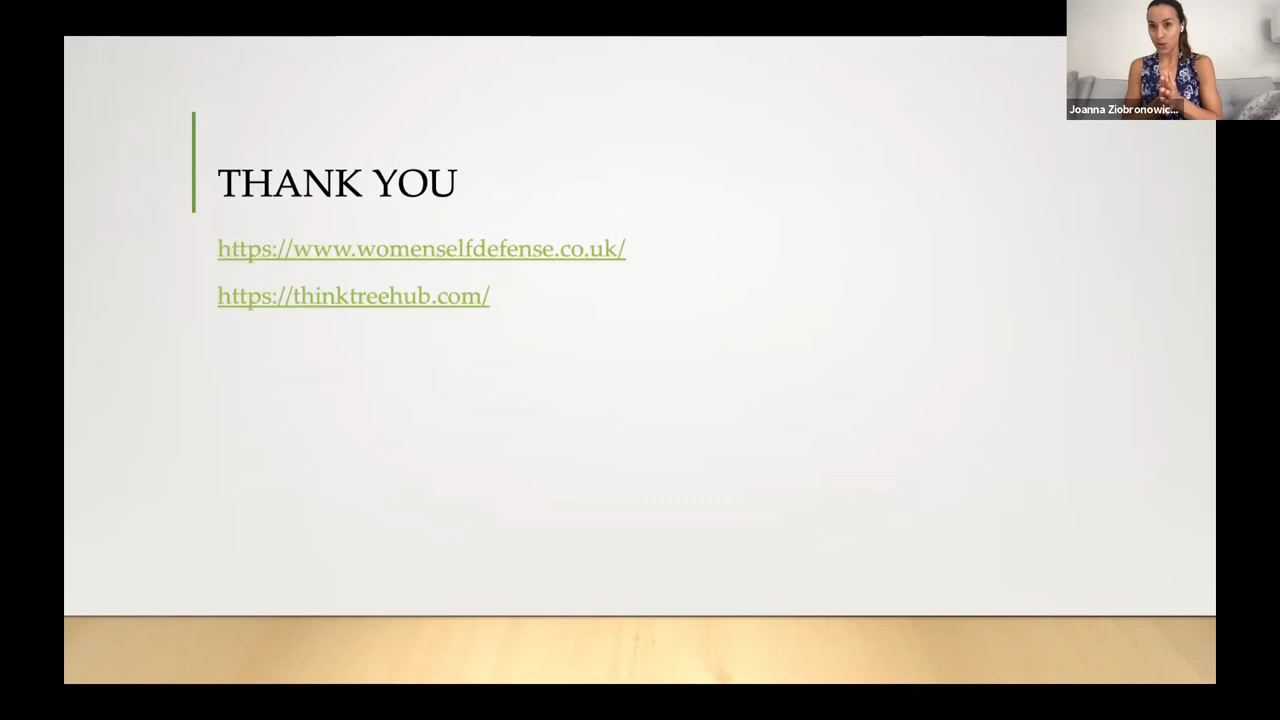 THANK YOU
https://www.womenselfdefense.co.uk/
https://thinktreehub.com/
Joanna Ziobronowic...